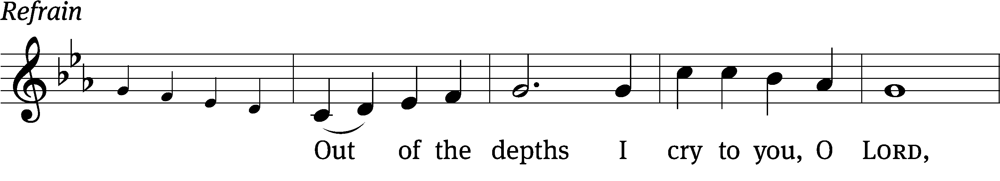 Refrain
Out of the depths I cry to you, O LORD,